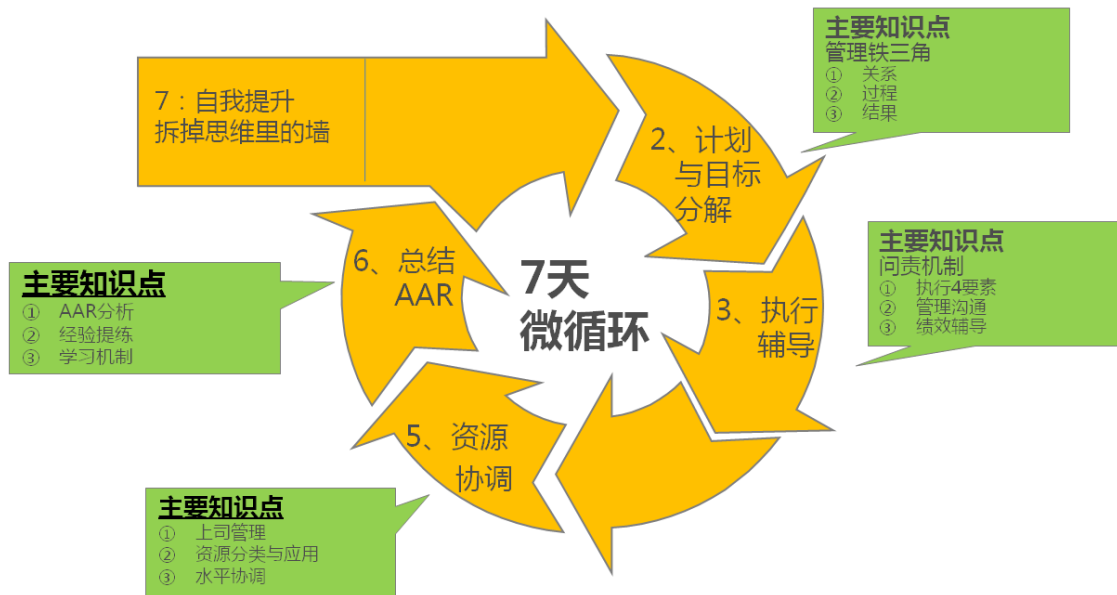 7：自我提升
拆掉思维里的墙
2、计划
与目标
分解
主要知识点
管理铁三角
① 关系
② 过程
③ 结果
3、执行
辅导
主要知识点
问责机制
① 执行4要素
② 管理沟通
③ 绩效辅导
7天
微循环
6、总结
AAR
主要知识点
① AAR分析
② 经验提练
③ 学习机制
5、资源
协调
主要知识点
① 上司管理
② 资源分类与应用
③ 水平协调